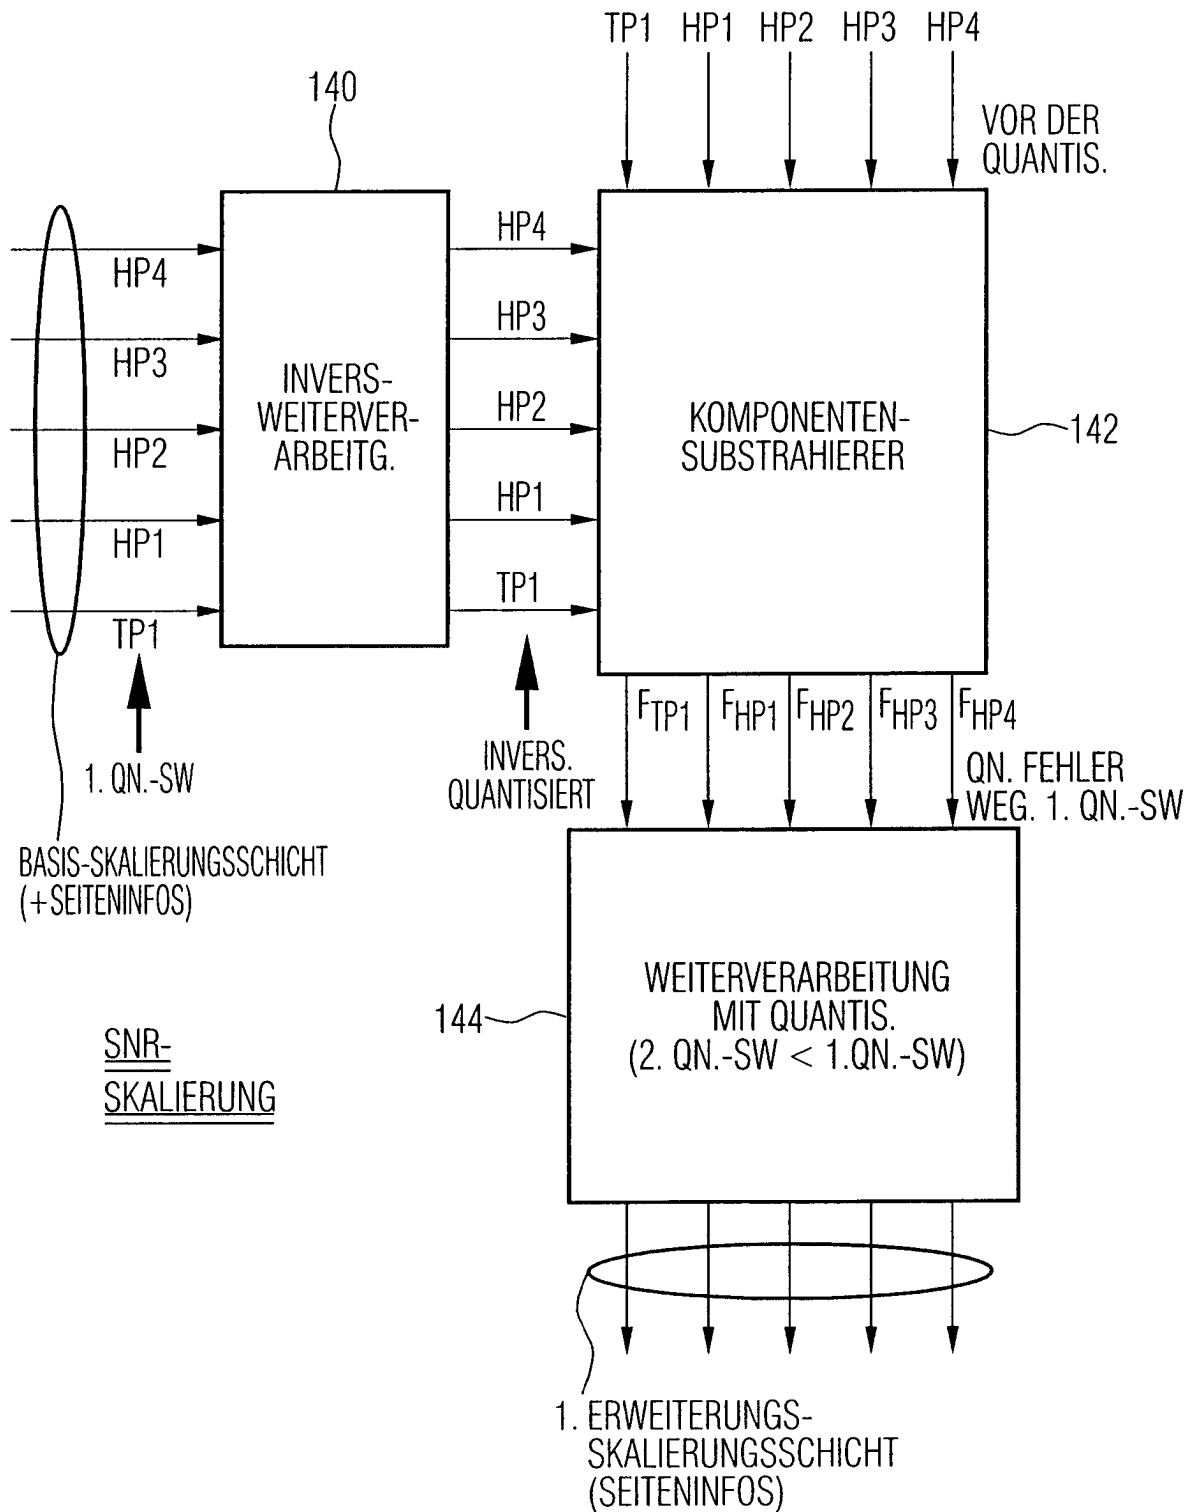 TP1 HP1 HP2 HP3 HP4
VOR DER
QUANTIS.
140
HP4
HP3
HP2
HP1
TP1
INVERS-
WEITERVER-
ARBEITG.
HP4
HP3
HP2
HP1
TP1
KOMPONENTEN-
SUBSTRAHIERER
142
1. QN.-SW
INVERS.
QUANTISIERT
F_TP1 F_HP1 F_HP2 F_HP3 F_HP4
QN. FEHLER
WEG. 1. QN.-SW
BASIS-SKALIERUNGSSCHICHT
(+SEITENINFOS)
WEITERVERARBEITUNG
MIT QUANTIS.
(2. QN.-SW < 1.QN.-SW)
144
SNR-
SKALIERUNG
1. ERWEITERUNGS-
SKALIERUNGSSCHICHT
(SEITENINFOS)